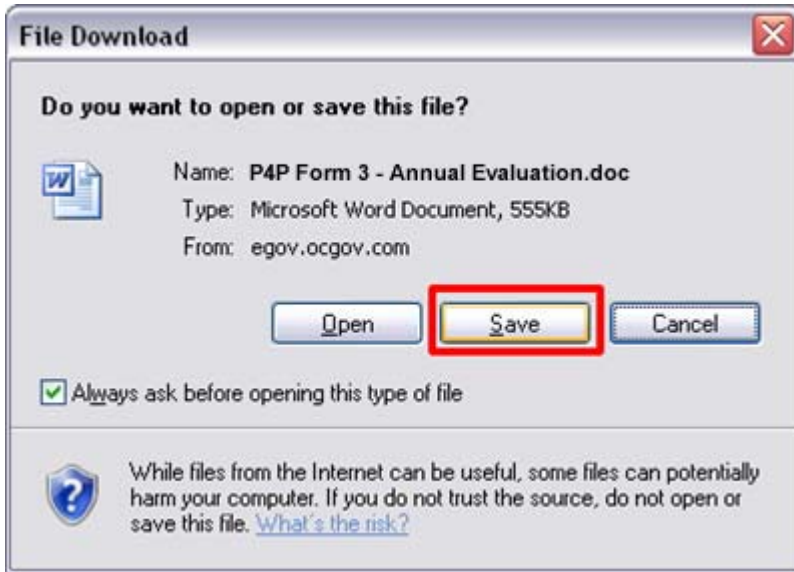 File Download
Do you want to open or save this file?
Name: P4P Form 3 - Annual Evaluation.doc
Type: Microsoft Word Document, 555KB
From: egov.ocgov.com
Open Save Cancel
Always ask before opening this type of file
While files from the Internet can be useful, some files can potentially
harm your computer. If you do not trust the source, do not open or
save this file. What's the risk?